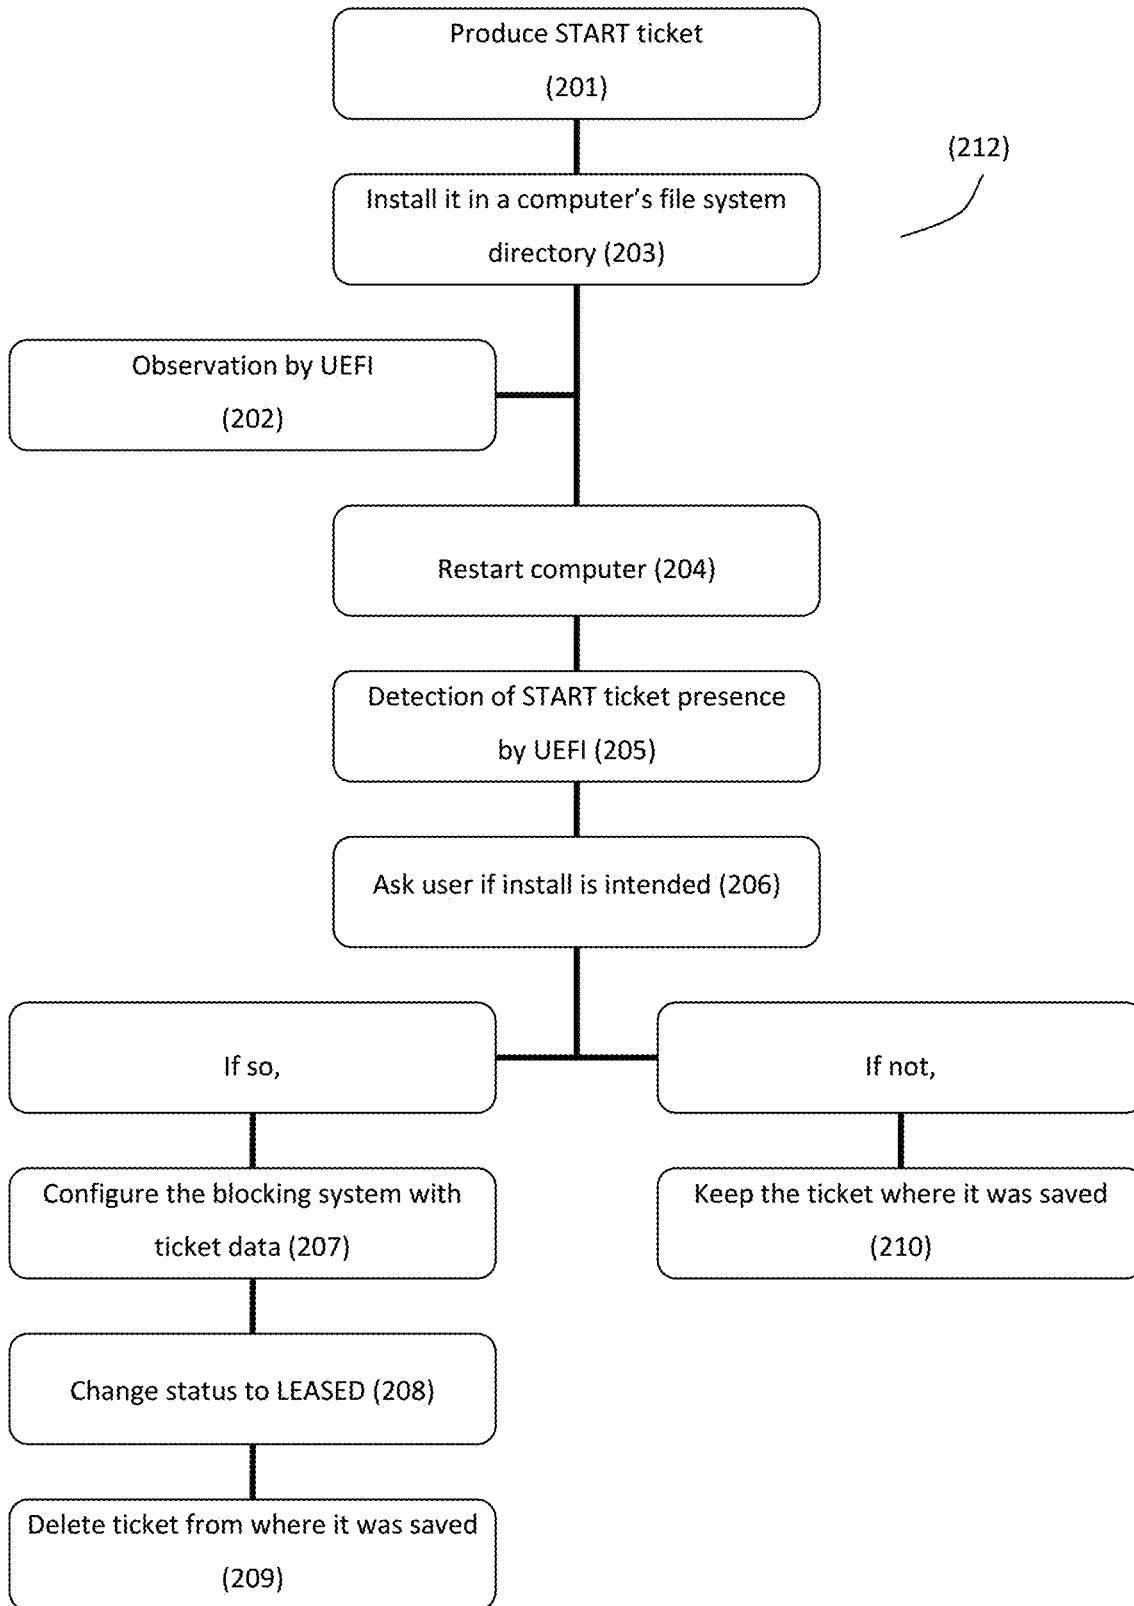 Produce START ticket
(201)
(212)
Install it in a computer’s file system
directory (203)
Observation by UEFI
(202)
Restart computer (204)
Detection of START ticket presence
by UEFI (205)
Ask user if install is intended (206)
If so,
If not,
Configure the blocking system with
ticket data (207)
Keep the ticket where it was saved
(210)
Change status to LEASED (208)
Delete ticket from where it was saved
(209)